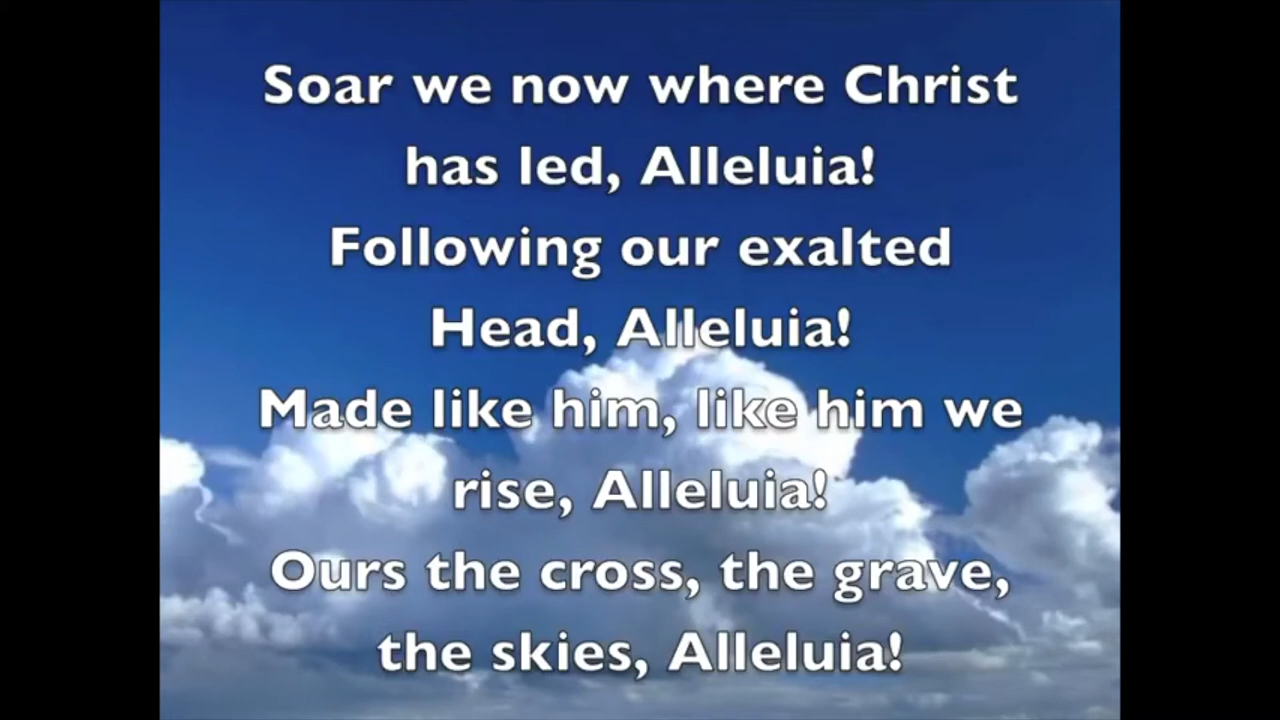 Soar we now where Christ
has led, Alleluia!
Following our exalted
Head, Alleluia!
Made like him, like him we
rise, Alleluia!
Ours the cross, the grave,
the skies, Alleluia!